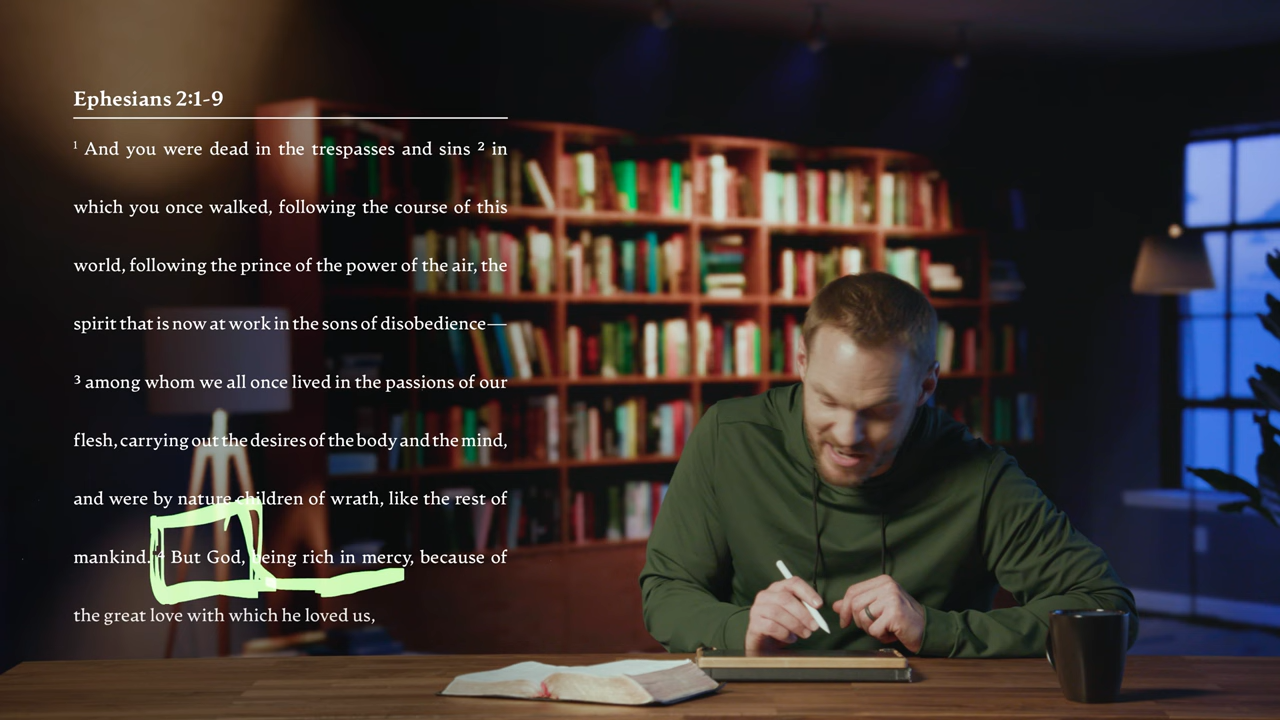 Ephesians 2:1-9
¹ And you were dead in the trespasses and sins ² in
which you once walked, following the course of this
world, following the prince of the power of the air, the
spirit that is now at work in the sons of disobedience—
³ among whom we all once lived in the passions of our
flesh, carrying out the desires of the body and the mind,
and were by nature children of wrath, like the rest of
mankind. ⁴ But God, being rich in mercy, because of
the great love with which he loved us,